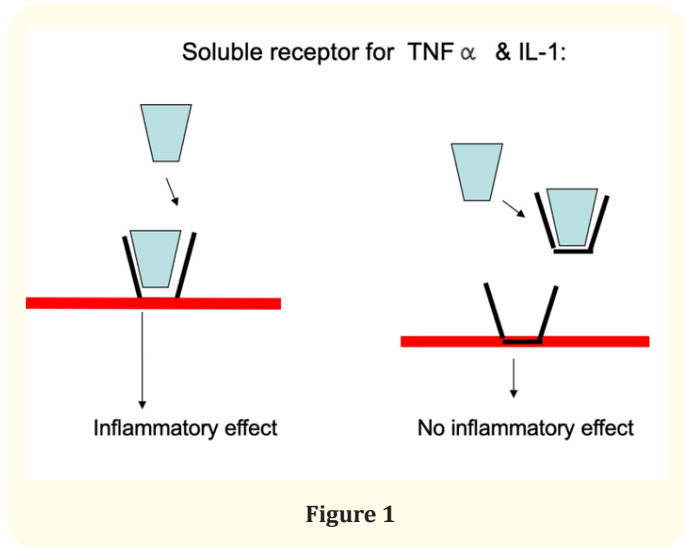 Soluble receptor for TNF α & IL-1:
Inflammatory effect
No inflammatory effect
Figure 1